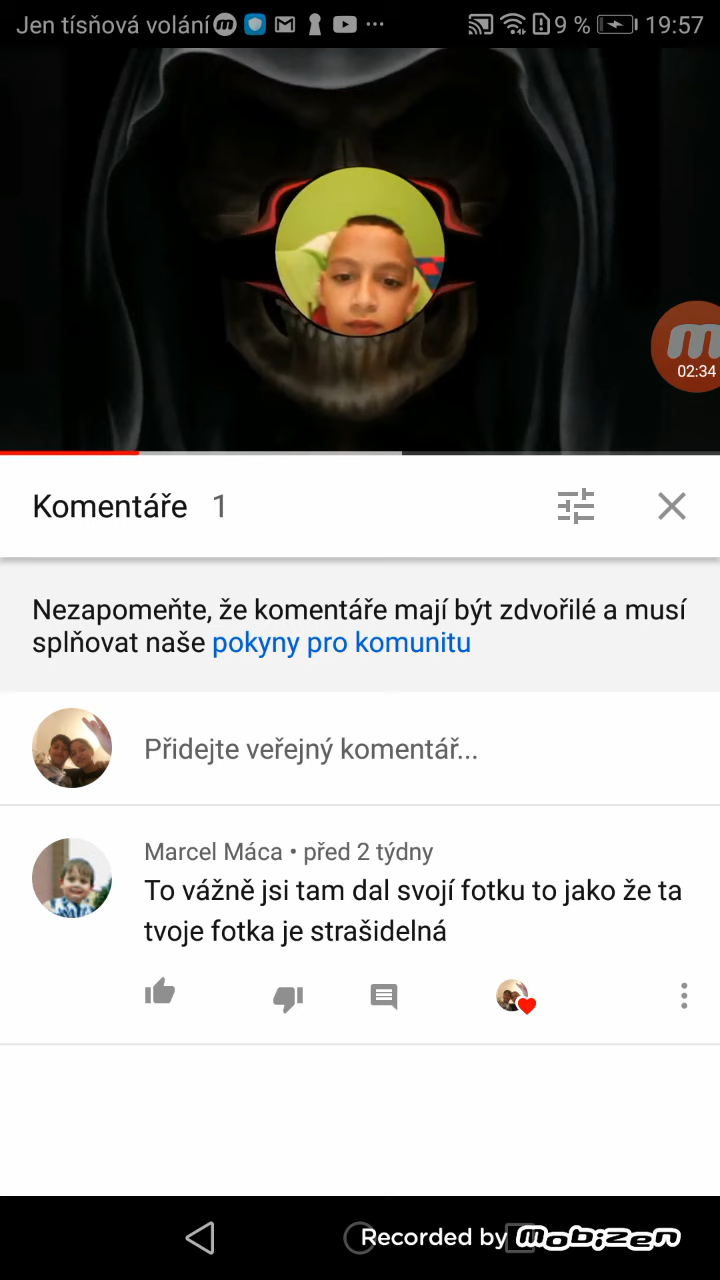 Jen tísňová volání 9 % 19:57
02:34
Komentáře 1
Nezapomeňte, že komentáře mají být zdvořilé a musí
splňovat naše pokyny pro komunitu
Přidejte veřejný komentář...
Marcel Máca • před 2 týdny
To vážně jsi tam dal svojí fotku to jako že ta
tvoje fotka je strašidelná
Recorded by mobizen